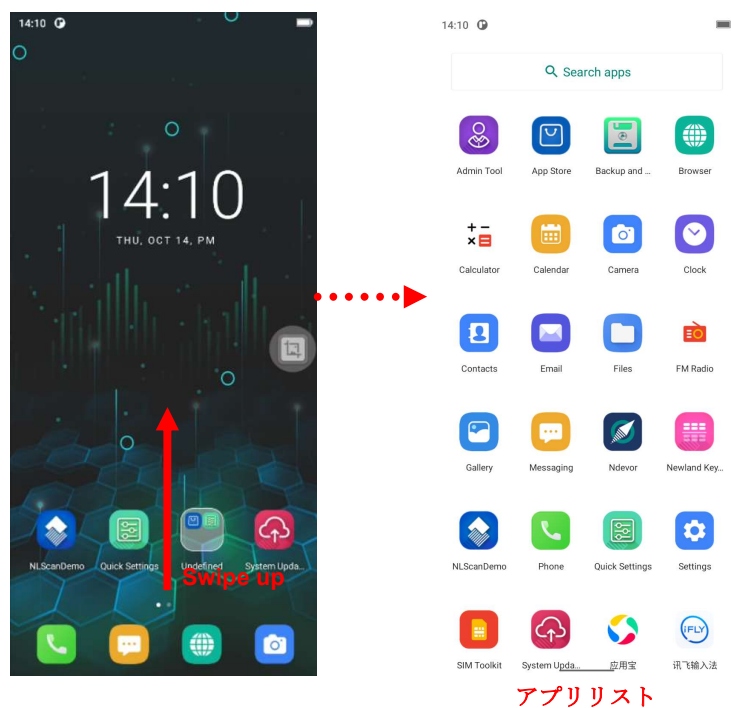 14:10
14:10
THU, OCT 14, PM
NLScanDemo Quick Settings Undefined System Upda...
Swipe up
14:10
Search apps
Admin Tool App Store Backup and ... Browser
Calculator Calendar Camera Clock
Contacts Email Files FM Radio
Gallery Messaging Ndevor Newland Key...
NLScanDemo Phone Quick Settings Settings
iFLY
SIM Toolkit System Upda... 应用宝 讯飞输入法
アプリリスト